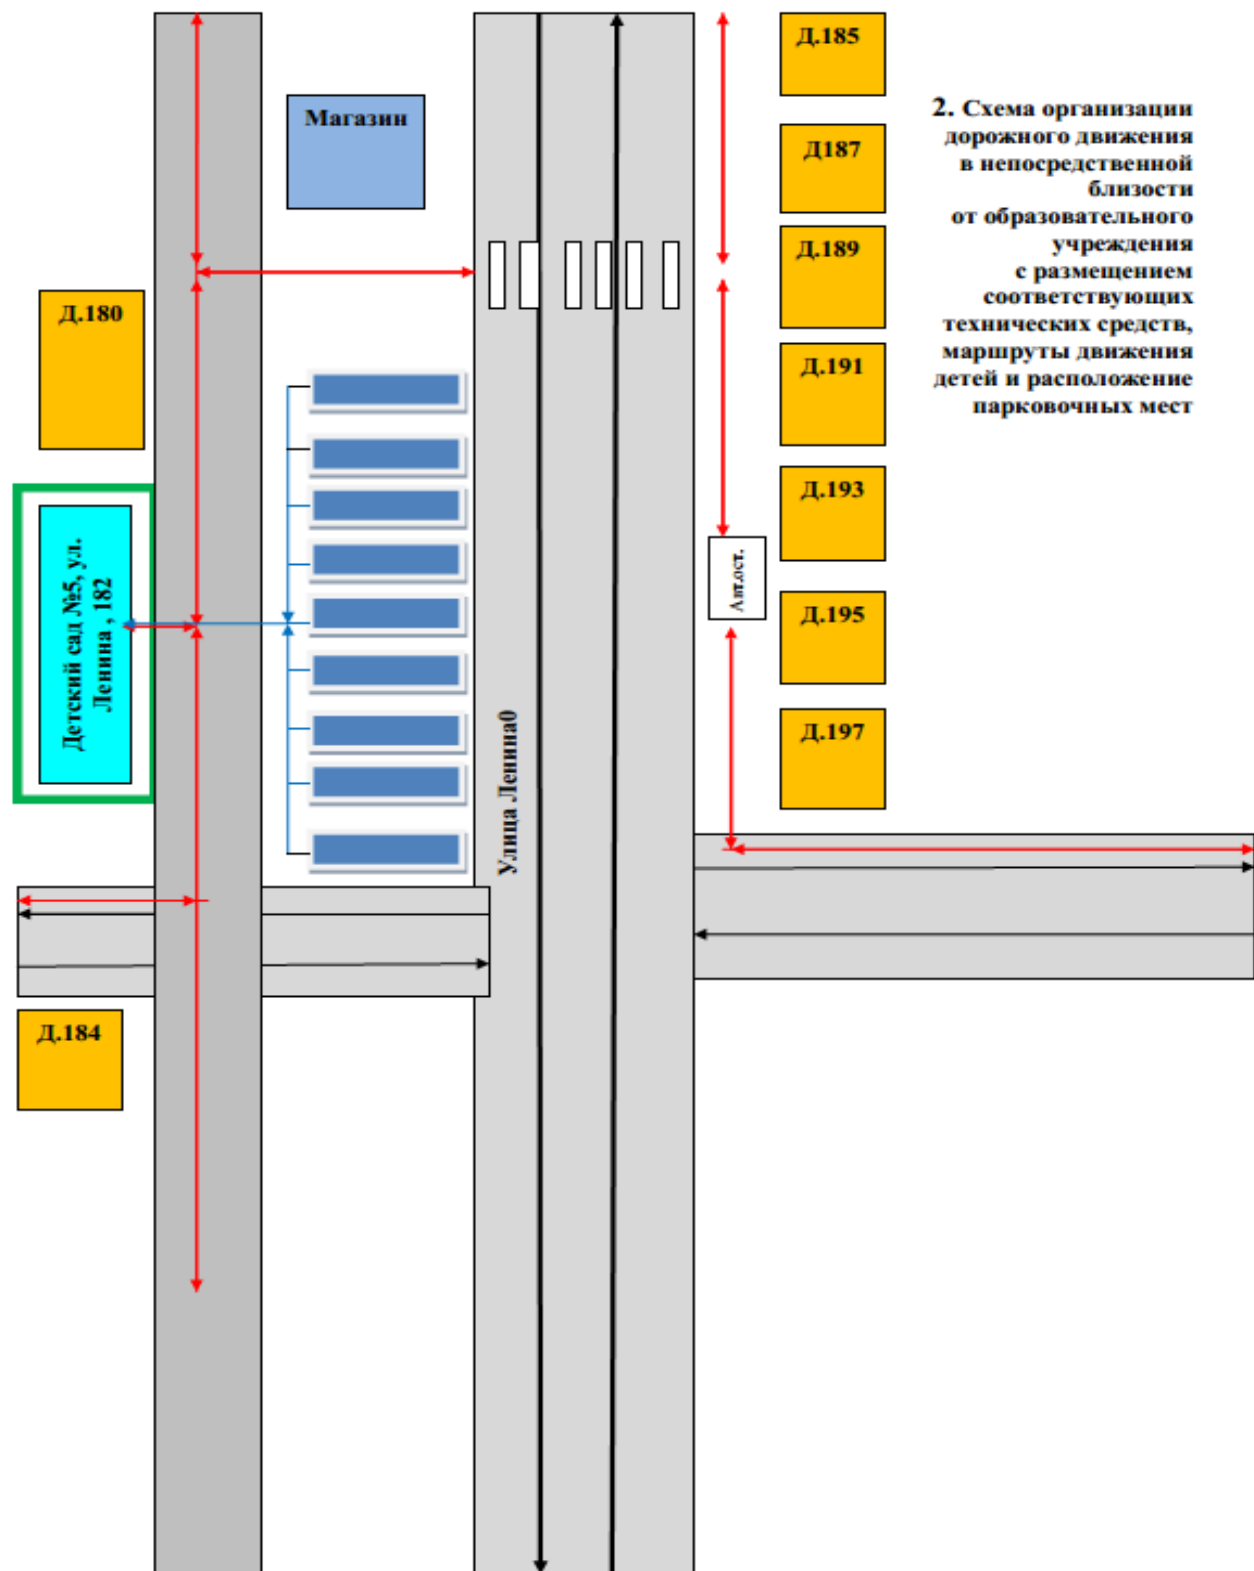 Д.185
Магазин
2. Схема организации
дорожного движения
в непосредственной
близости
от образовательного
учреждения
с размещением
соответствующих
технических средств,
маршруты движения
детей и расположение
парковочных мест
Д187
Д.189
Д.180
Д.191
Д.193
Детский сад №5, ул.
Ленина , 182
Авт.ост.
Д.195
Д.197
Улица Ленина0
Д.184